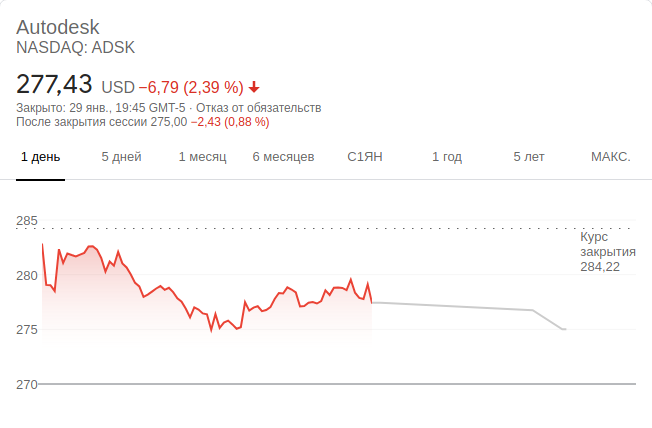 Autodesk
NASDAQ: ADSK
277,43 USD −6,79 (2,39 %)
Закрыто: 29 янв., 19:45 GMT-5 · Отказ от обязательств
После закрытия сессии 275,00 −2,43 (0,88 %)
1 день 5 дней 1 месяц 6 месяцев С1ЯН 1 год 5 лет МАКС.
285
Курс
закрытия
284,22
280
275
270